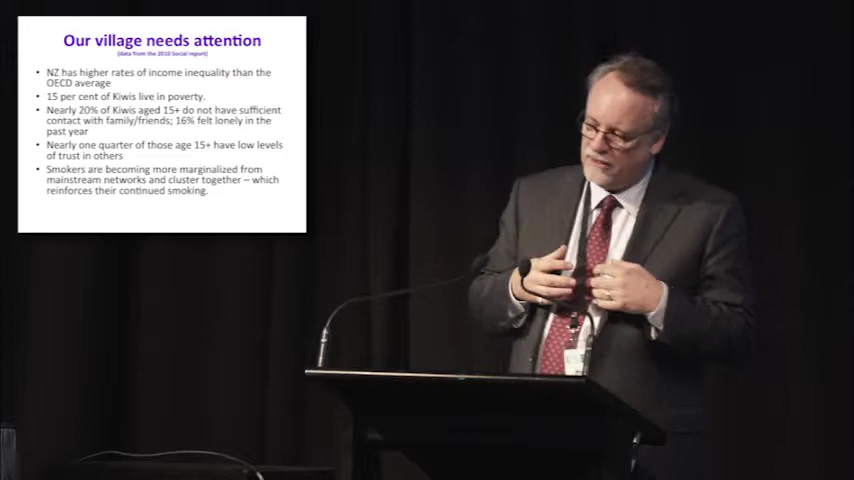 Our village needs attention
(data from the 2010 Social report)
• NZ has higher rates of income inequality than the
OECD average
• 15 per cent of Kiwis live in poverty.
• Nearly 20% of Kiwis aged 15+ do not have sufficient
contact with family/friends; 16% felt lonely in the
past year
• Nearly one quarter of those age 15+ have low levels
of trust in others
• Smokers are becoming more marginalized from
mainstream networks and cluster together – which
reinforces their continued smoking.